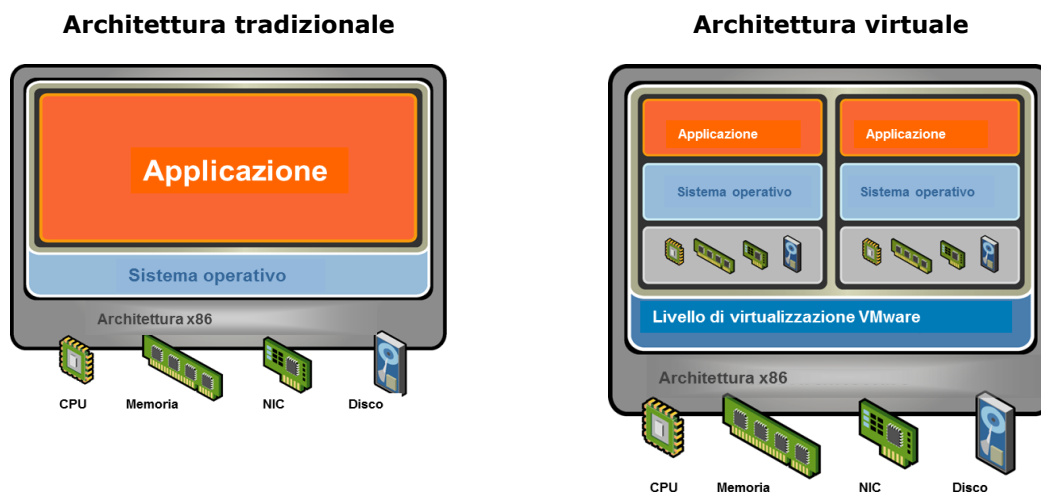 Architettura tradizionale
Applicazione
Sistema operativo
Architettura x86
CPU
Memoria
NIC
Disco
Architettura virtuale
Applicazione
Applicazione
Sistema operativo
Sistema operativo
Livello di virtualizzazione VMware
Architettura x86
CPU
Memoria
NIC
Disco